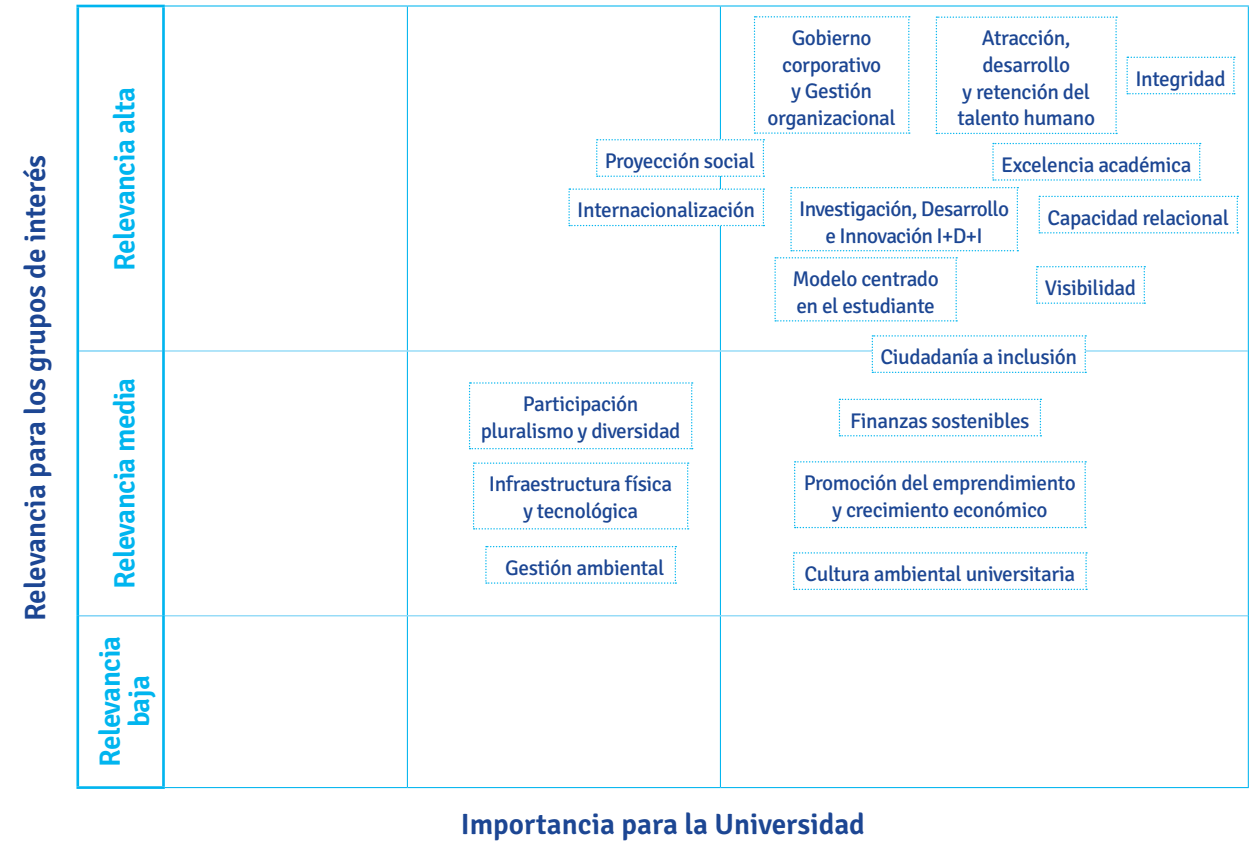 Relevancia para los grupos de interés
Relevancia alta
Gobierno
corporativo
y Gestión
organizacional
Atracción,
desarrollo
y retención del
talento humano
Integridad
Proyección social
Excelencia académica
Internacionalización
Investigación, Desarrollo
e Innovación I+D+I
Capacidad relacional
Modelo centrado
en el estudiante
Visibilidad
Ciudadanía a inclusión
Relevancia media
Participación
pluralismo y diversidad
Finanzas sostenibles
Infraestructura física
y tecnológica
Promoción del emprendimiento
y crecimiento económico
Gestión ambiental
Cultura ambiental universitaria
Relevancia
baja
Importancia para la Universidad